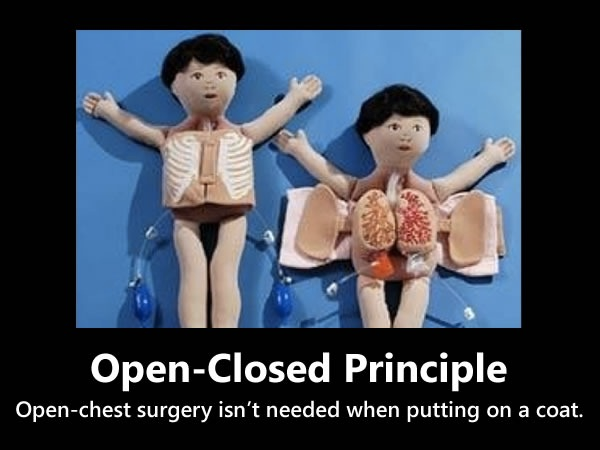 Open-Closed Principle
Open-chest surgery isn’t needed when putting on a coat.